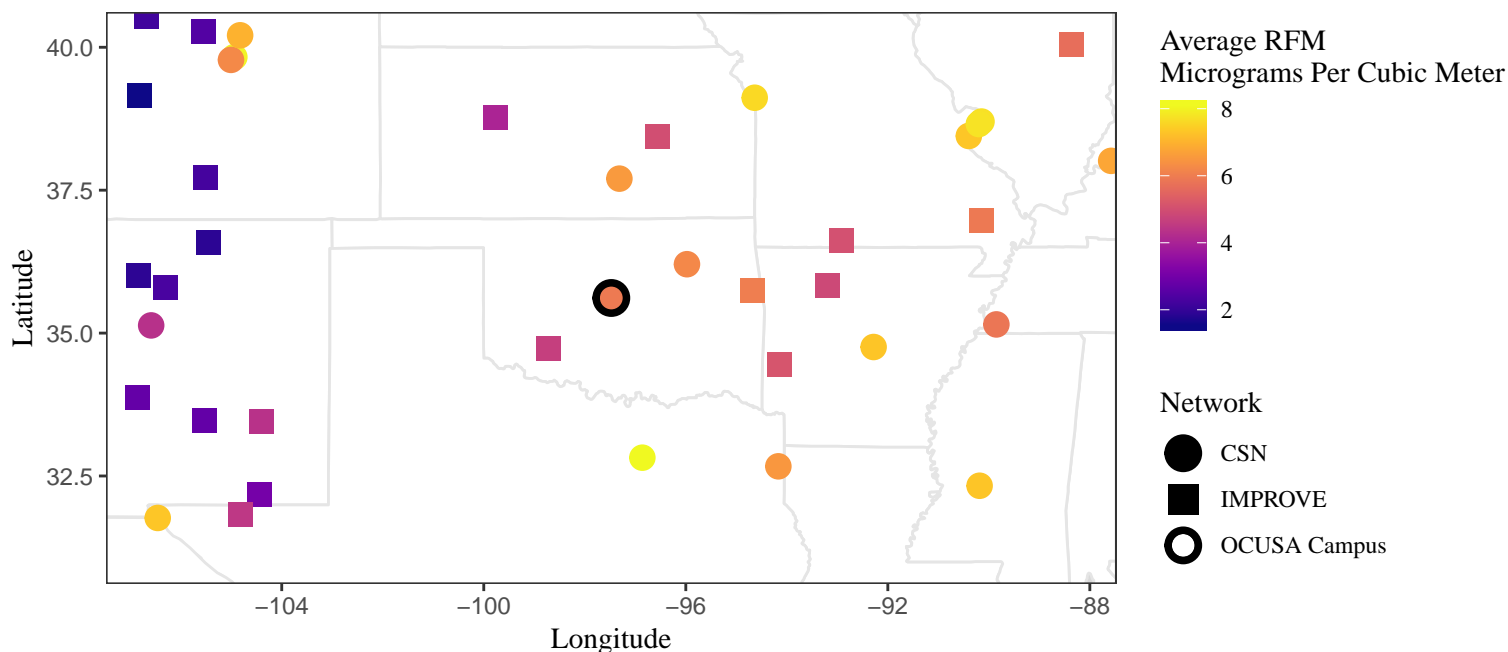 40.0
37.5
35.0
32.5
Latitude
−104
−100
−96
−92
−88
Longitude
Average RFM
Micrograms Per Cubic Meter
8
6
4
2
Network
CSN
IMPROVE
OCUSA Campus